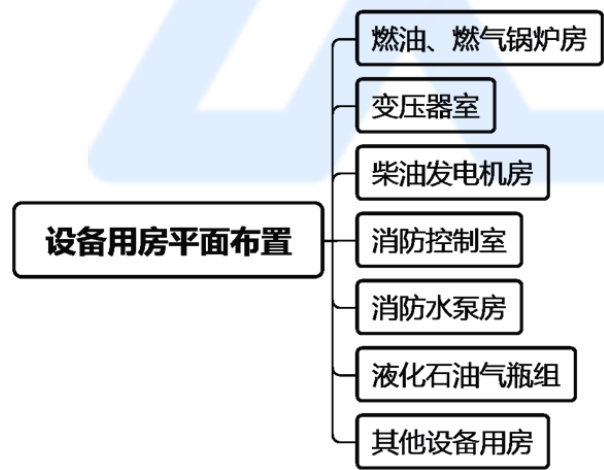 设备用房平面布置
燃油、燃气锅炉房
变压器室
柴油发电机房
消防控制室
消防水泵房
液化石油气瓶组
其他设备用房